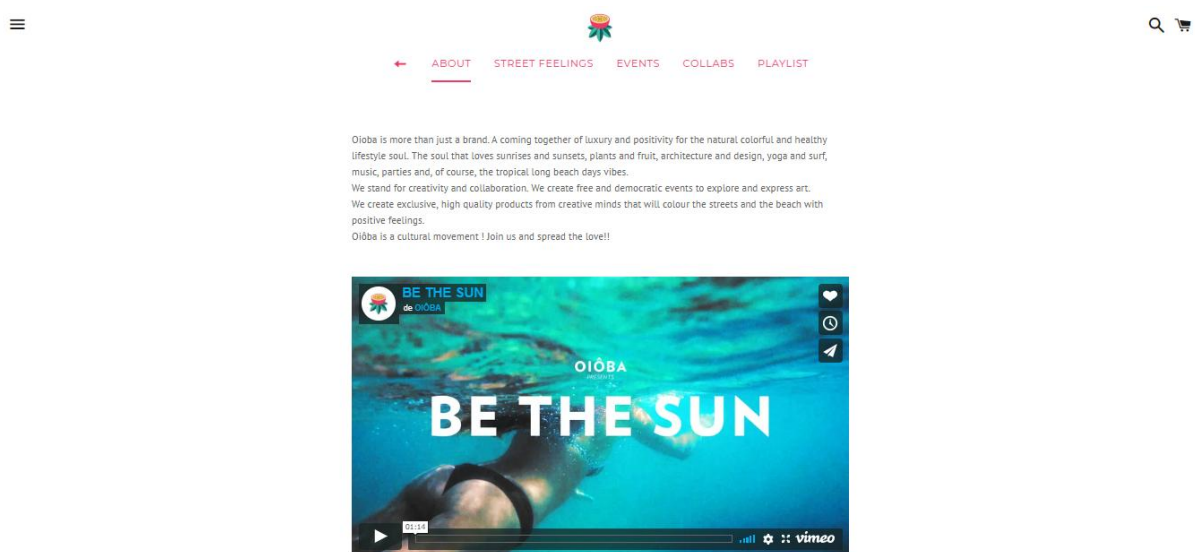 ABOUT STREET FEELINGS EVENTS COLLABS PLAYLIST
Oioba is more than just a brand. A coming together of luxury and positivity for the natural colorful and healthy
lifestyle soul. The soul that loves sunrises and sunsets, plants and fruit, architecture and design, yoga and surf,
music, parties and, of course, the tropical long beach days vibes.
We stand for creativity and collaboration. We create free and democratic events to explore and express art.
We create exclusive, high quality products from creative minds that will colour the streets and the beach with
positive feelings.
Oiôba is a cultural movement ! Join us and spread the love!!
BE THE SUN
de OIÔBA
OIÔBA
PRESENTS
BE THE SUN
01:14
vimeo